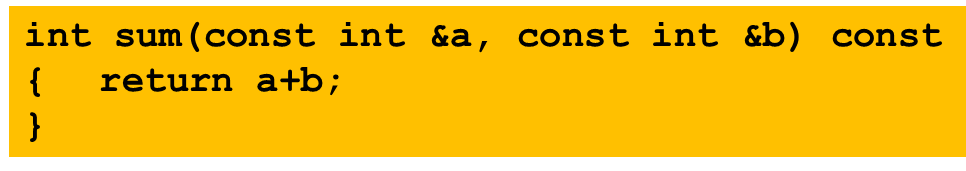 int sum(const int &a, const int &b) const
{   return a+b;
}